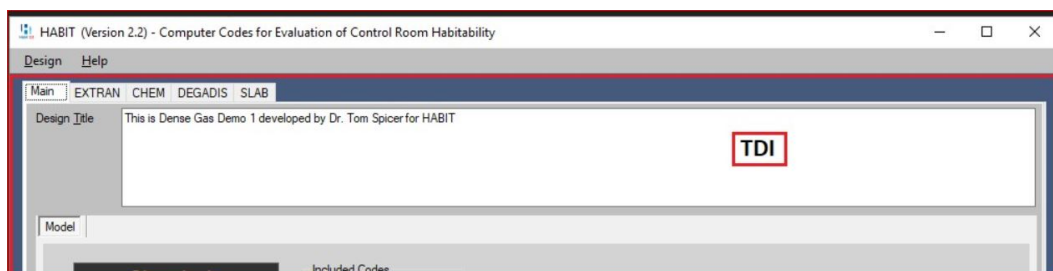 HABIT (Version 2.2) - Computer Codes for Evaluation of Control Room Habitability
Design Help
Main EXTRAN CHEM DEGADIS SLAB
Design Title This is Dense Gas Demo 1 developed by Dr. Tom Spicer for HABIT
TDI
Model
Included Codes